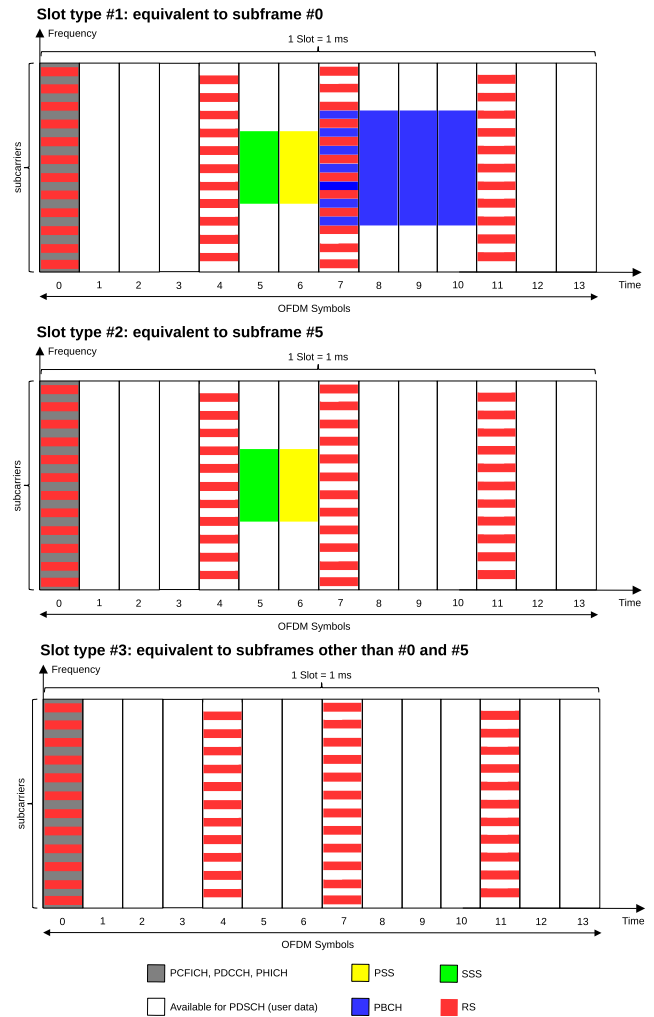 Slot type #1: equivalent to subframe #0
Frequency
1 Slot = 1 ms
subcarriers
0 1 2 3 4 5 6 7 8 9 10 11 12 13 Time
OFDM Symbols
Slot type #2: equivalent to subframe #5
Frequency
1 Slot = 1 ms
subcarriers
0 1 2 3 4 5 6 7 8 9 10 11 12 13 Time
OFDM Symbols
Slot type #3: equivalent to subframes other than #0 and #5
Frequency
1 Slot = 1 ms
subcarriers
0 1 2 3 4 5 6 7 8 9 10 11 12 13 Time
OFDM Symbols
PCFICH, PDCCH, PHICH PSS SSS
Available for PDSCH (user data) PBCH RS